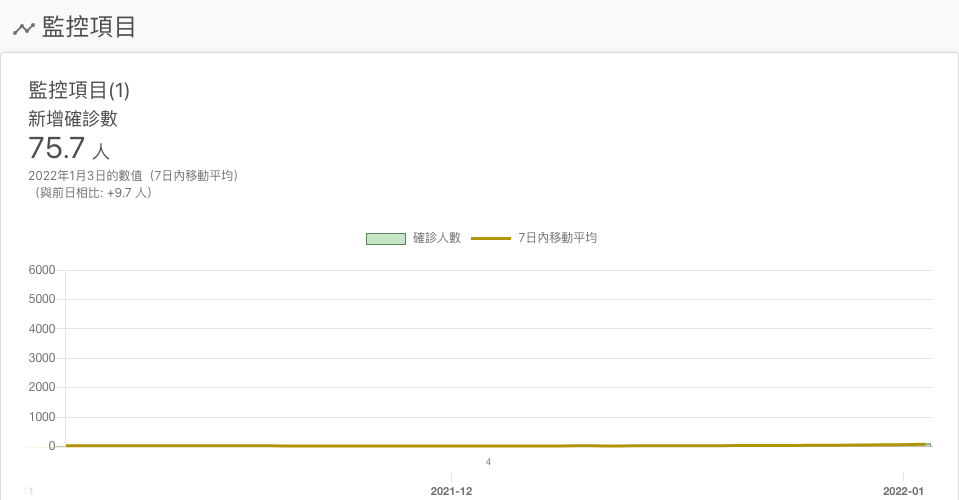 監控項目
監控項目(1)
新增確診數
75.7 人
2022年1月3日的數值（7日內移動平均）
（與前日相比: +9.7 人）
確診人數 7日內移動平均
6000
5000
4000
3000
2000
1000
0
4
1 2021-12 2022-01